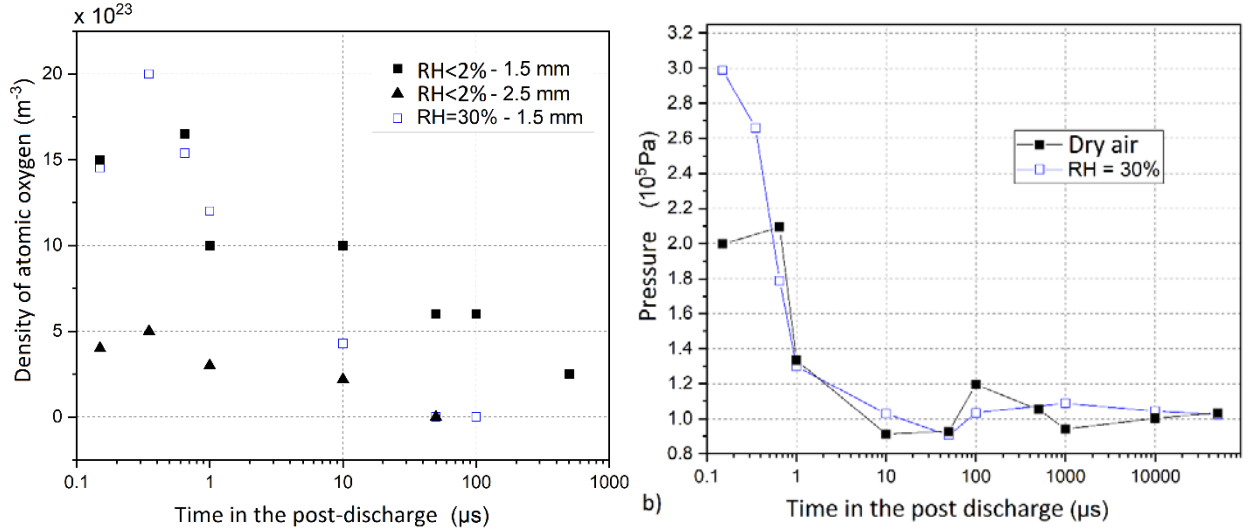 x 10²³
Density of atomic oxygen (m⁻³)
20
15
10
5
0
0.1
1
10
100
1000
Time in the post-discharge (µs)
RH<2% - 1.5 mm
RH<2% - 2.5 mm
RH=30% - 1.5 mm
Pressure (10⁵Pa)
3.2
3.0
2.8
2.6
2.4
2.2
2.0
1.8
1.6
1.4
1.2
1.0
0.8
0.1
1
10
100
1000
10000
Dry air
RH = 30%
b)
Time in the post discharge (µs)